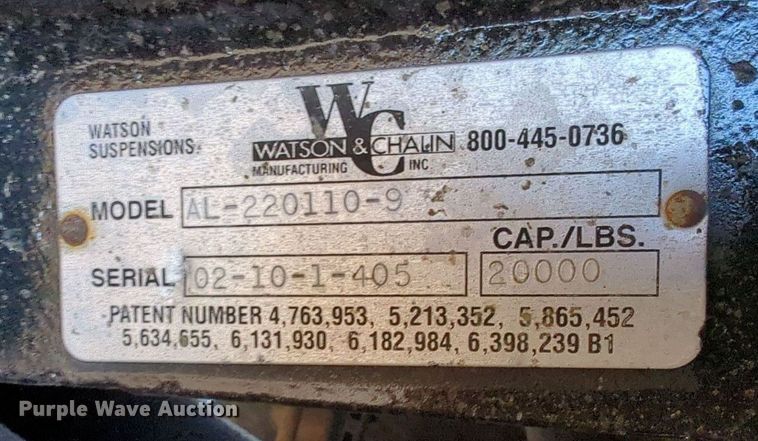 WATSON
SUSPENSIONS
WC
WATSON & CHALIN
MANUFACTURING INC
800-445-0736
MODEL AL-220110-9
CAP./LBS.
SERIAL 02-10-1-405 20000
PATENT NUMBER 4,763,953, 5,213,352, 5,865,452
5,634,655, 6,131,930, 6,182,984, 6,398,239 B1
Purple Wave Auction